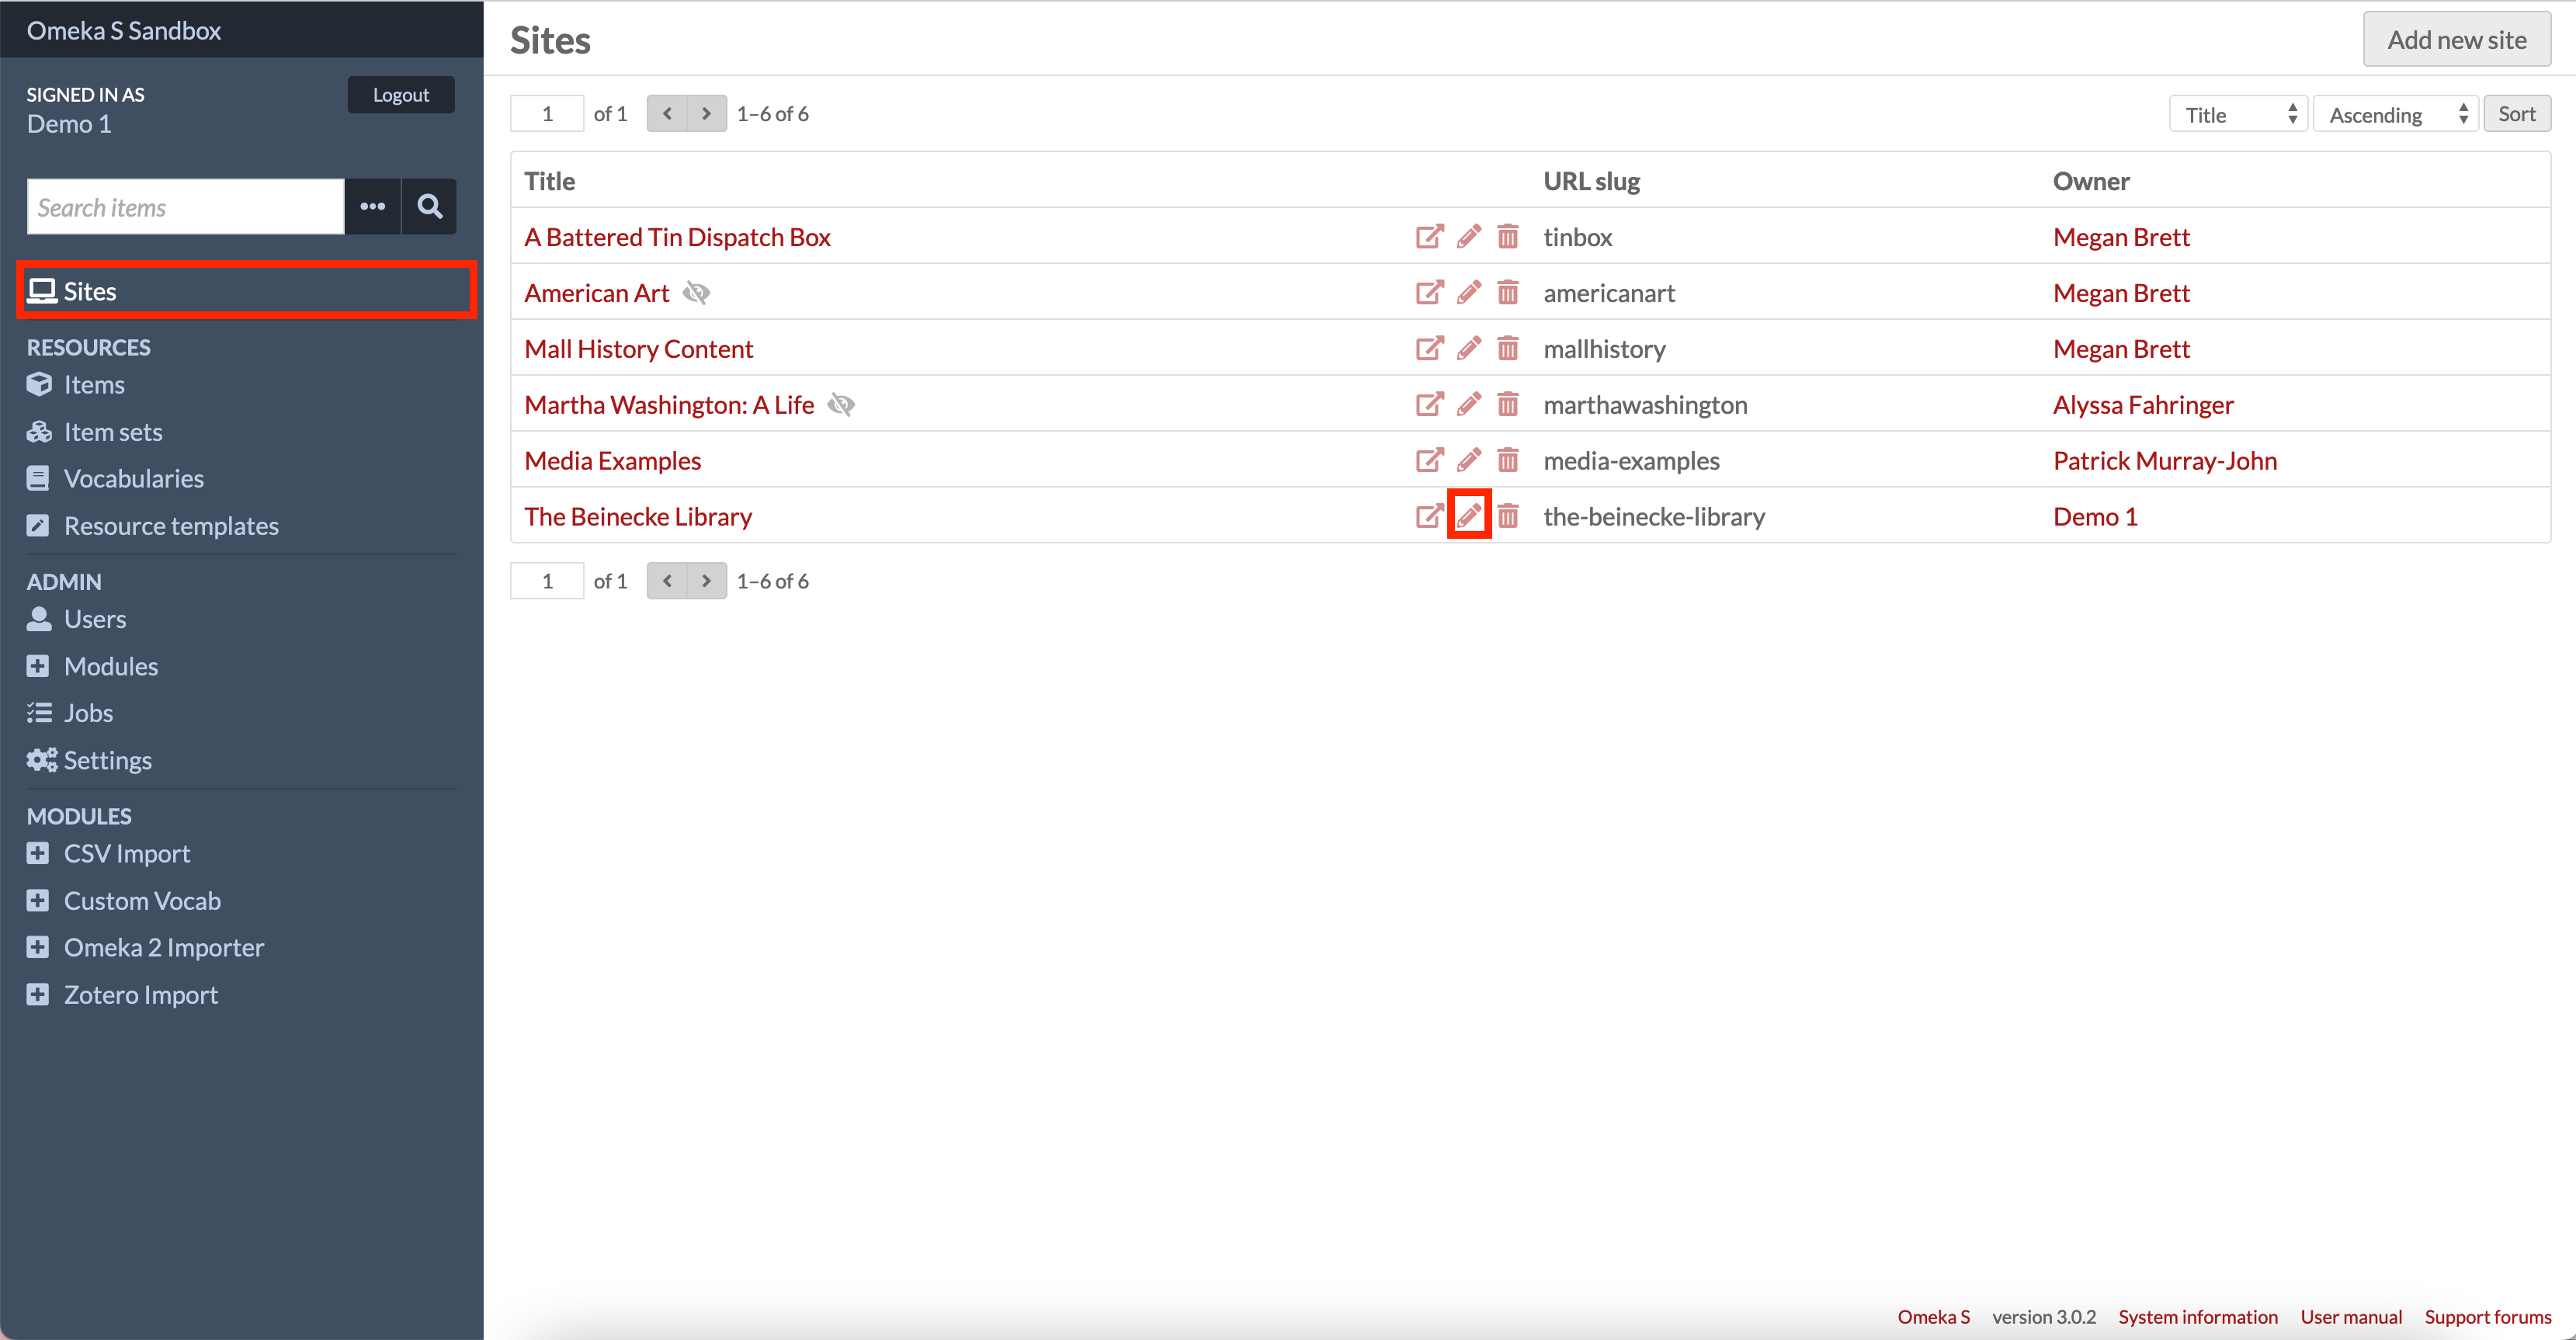 Omeka S Sandbox
SIGNED IN AS
Demo 1
Logout
Search items
Sites
RESOURCES
Items
Item sets
Vocabularies
Resource templates
ADMIN
Users
Modules
Jobs
Settings
MODULES
CSV Import
Custom Vocab
Omeka 2 Importer
Zotero Import
Sites
Add new site
1 of 1 1–6 of 6
Title Ascending Sort
Title URL slug Owner
A Battered Tin Dispatch Box tinbox Megan Brett
American Art americanart Megan Brett
Mall History Content mallhistory Megan Brett
Martha Washington: A Life marthawashington Alyssa Fahringer
Media Examples media-examples Patrick Murray-John
The Beinecke Library the-beinecke-library Demo 1
1 of 1 1–6 of 6
Omeka S version 3.0.2 System information User manual Support forums